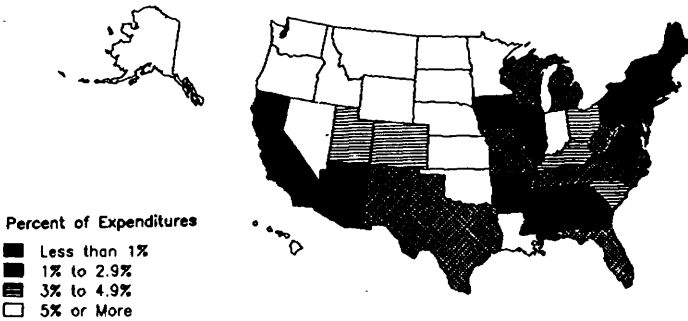 Percent of Expenditures
Less than 1%
1% to 2.9%
3% to 4.9%
5% or More